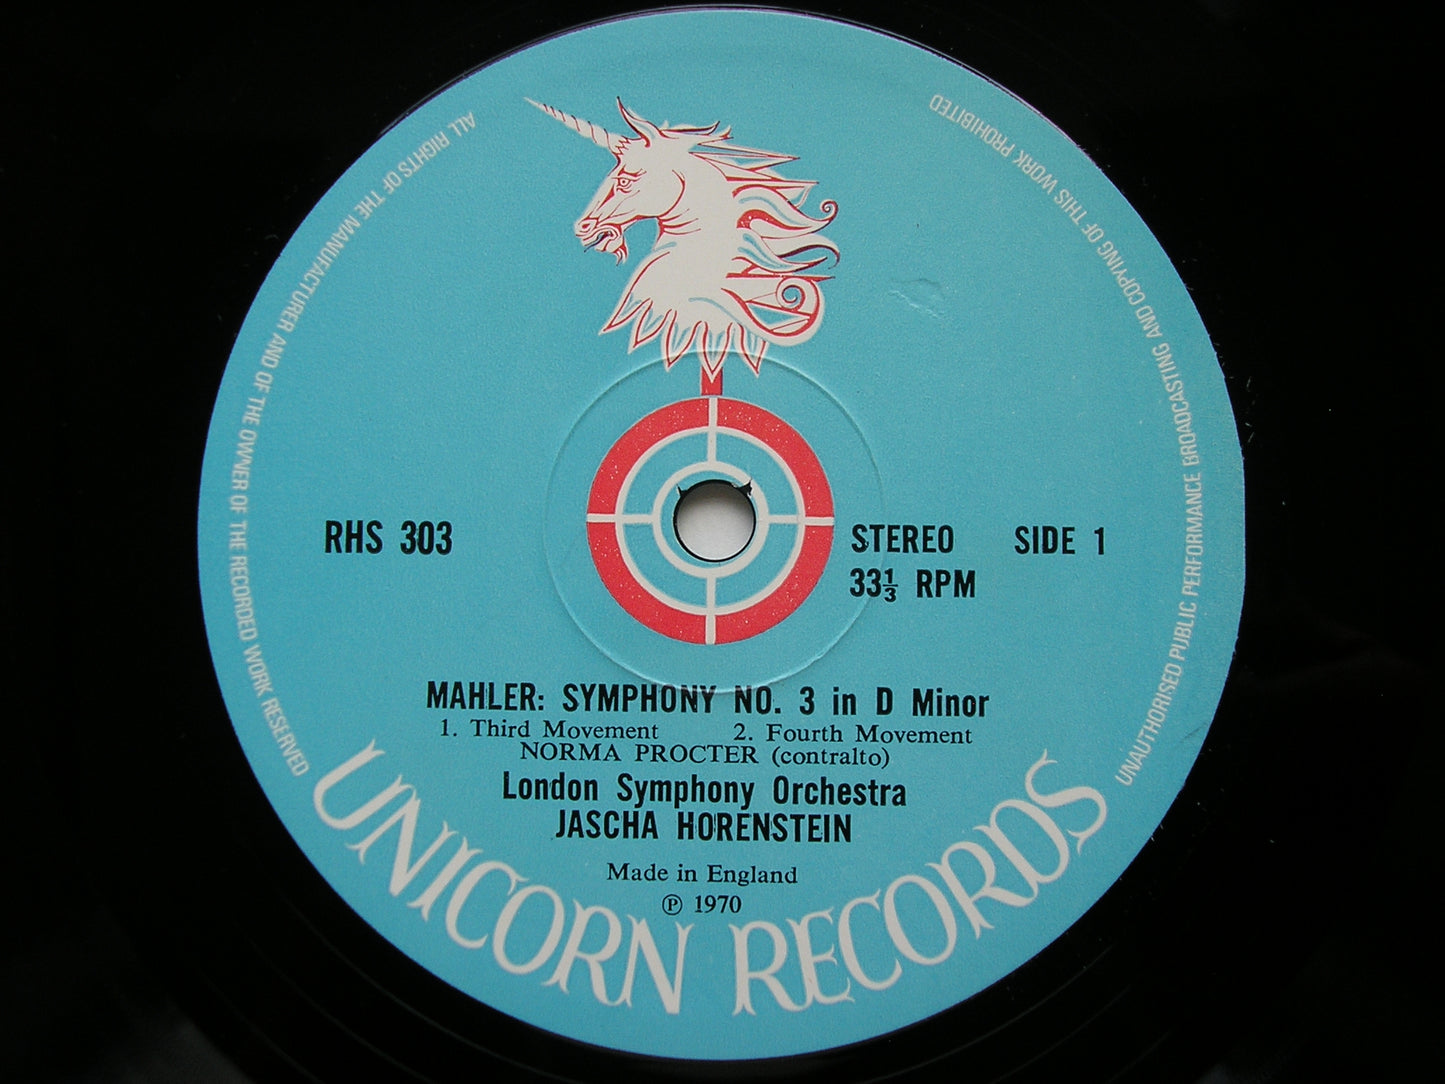 ALL RIGHTS OF THE MANUFACTURER AND OF THE OWNER OF THE RECORDED WORK RESERVED
UNAUTHORISED PUBLIC PERFORMANCE BROADCASTING AND COPYING OF THIS WORK PROHIBITED
RHS 303
STEREO SIDE 1
33⅓ RPM
MAHLER: SYMPHONY NO. 3 in D Minor
1. Third Movement 2. Fourth Movement
NORMA PROCTER (contralto)
London Symphony Orchestra
JASCHA HORENSTEIN
Made in England
℗ 1970
UNICORN RECORDS